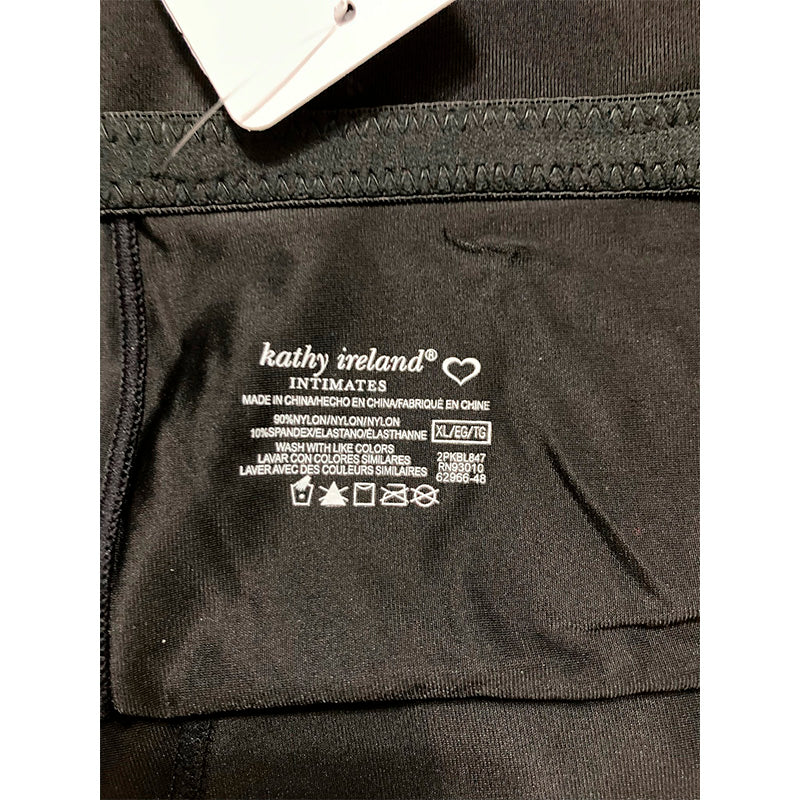 kathy ireland®
INTIMATES
MADE IN CHINA/HECHO EN CHINA/FABRIQUÉ EN CHINE
90%NYLON/NYLON/NYLON
10%SPANDEX/ELASTANO/ÉLASTHANNE
XL/EG/TG
WASH WITH LIKE COLORS
LAVAR CON COLORES SIMILARES
LAVER AVEC DES COULEURS SIMILAIRES
2PKBL847
RN93010
62966-48